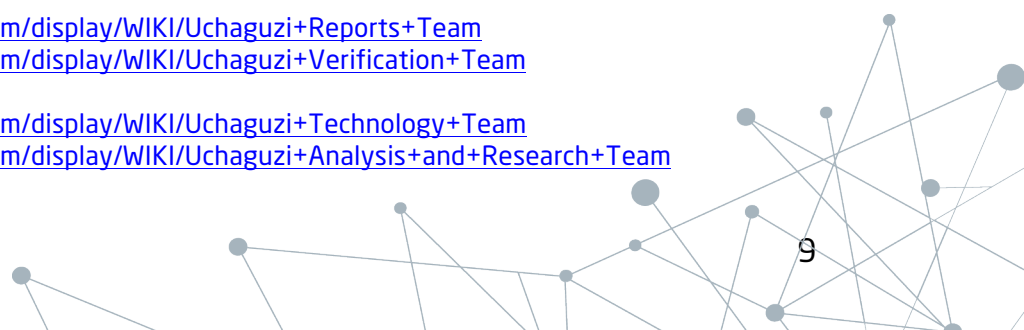 m/display/WIKI/Uchaguzi+Reports+Team
m/display/WIKI/Uchaguzi+Verification+Team
m/display/WIKI/Uchaguzi+Technology+Team
m/display/WIKI/Uchaguzi+Analysis+and+Research+Team
9